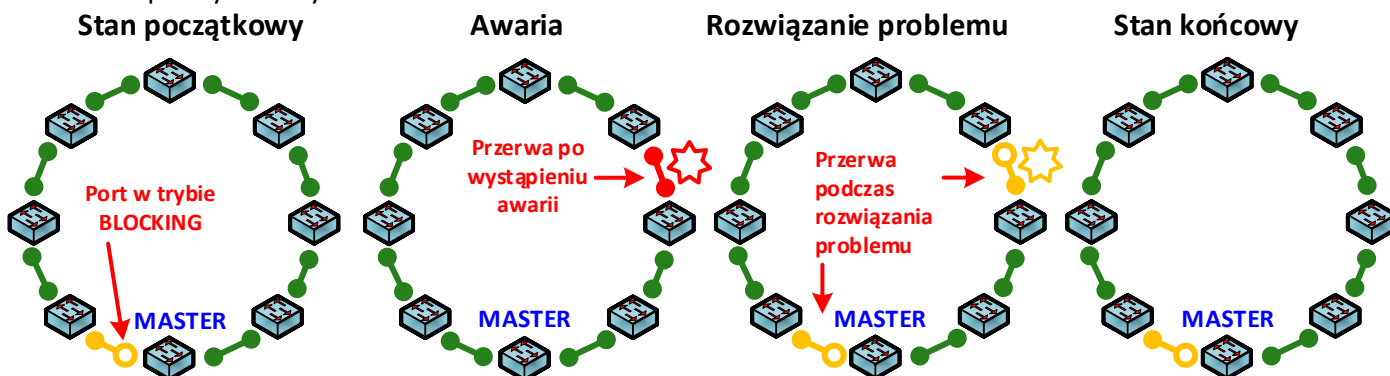 Stan początkowy
Awaria
Rozwiązanie problemu
Stan końcowy
Port w trybie
BLOCKING
MASTER
Przerwa po
wystąpieniu
awarii
MASTER
Przerwa
podczas
rozwiązania
problemu
MASTER
MASTER